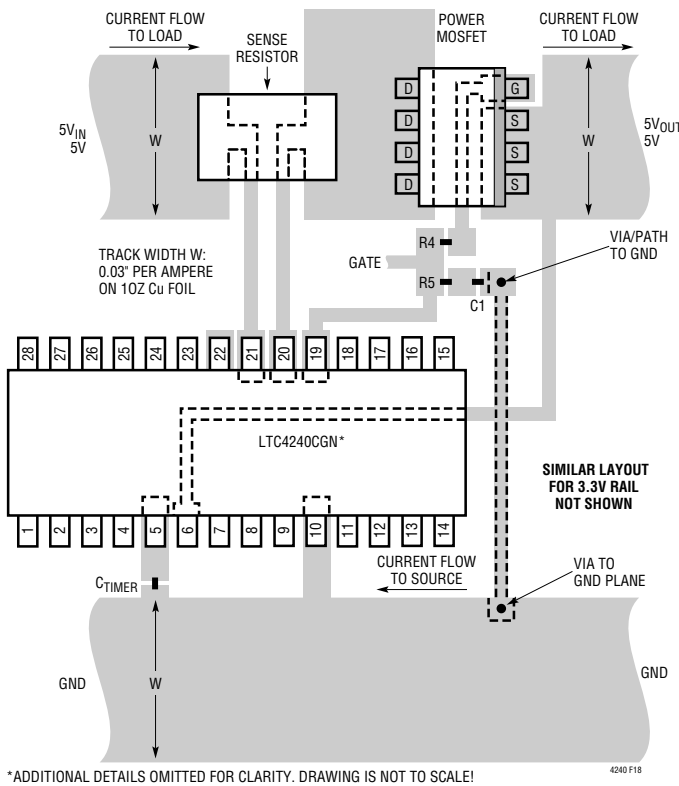 CURRENT FLOW
TO LOAD
SENSE
RESISTOR
POWER
MOSFET
CURRENT FLOW
TO LOAD
5VIN
5V
W
D
D
D
D
G
S
S
S
W
5VOUT
5V
TRACK WIDTH W:
0.03" PER AMPERE
ON 1OZ Cu FOIL
GATE
R4
R5
C1
VIA/PATH
TO GND
28 27 26 25 24 23 22 21 20 19 18 17 16 15
LTC4240CGN*
1 2 3 4 5 6 7 8 9 10 11 12 13 14
SIMILAR LAYOUT
FOR 3.3V RAIL
NOT SHOWN
CTIMER
CURRENT FLOW
TO SOURCE
VIA TO
GND PLANE
GND
W
GND
*ADDITIONAL DETAILS OMITTED FOR CLARITY. DRAWING IS NOT TO SCALE!
4240 F18